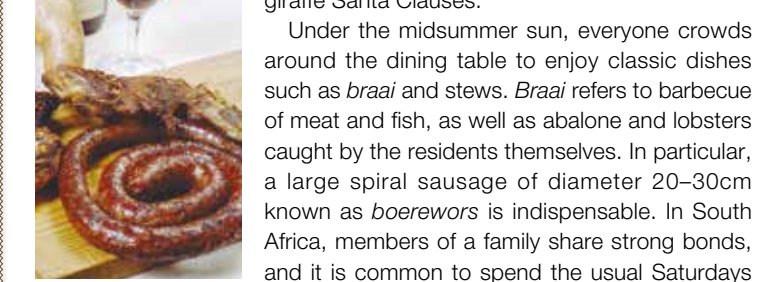 giraffe Santa Clauses.
Under the midsummer sun, everyone crowds
around the dining table to enjoy classic dishes
such as braai and stews. Braai refers to barbecue
of meat and fish, as well as abalone and lobsters
caught by the residents themselves. In particular,
a large spiral sausage of diameter 20–30cm
known as boerewors is indispensable. In South
Africa, members of a family share strong bonds,
and it is common to spend the usual Saturdays